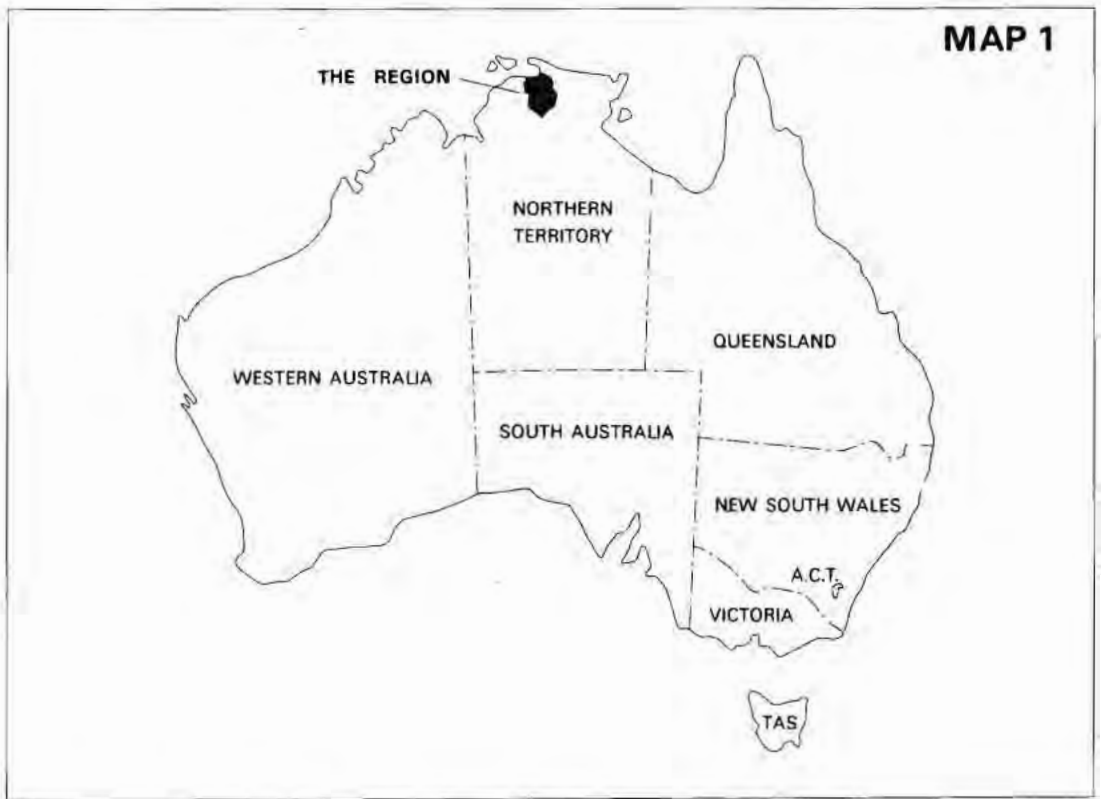 MAP 1
THE REGION
NORTHERN
TERRITORY
QUEENSLAND
WESTERN AUSTRALIA
SOUTH AUSTRALIA
NEW SOUTH WALES
A.C.T.
VICTORIA
TAS